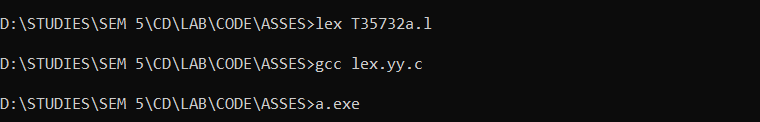 D:\STUDIES\SEM 5\CD\LAB\CODE\ASSES>lex T35732a.l
D:\STUDIES\SEM 5\CD\LAB\CODE\ASSES>gcc lex.yy.c
D:\STUDIES\SEM 5\CD\LAB\CODE\ASSES>a.exe